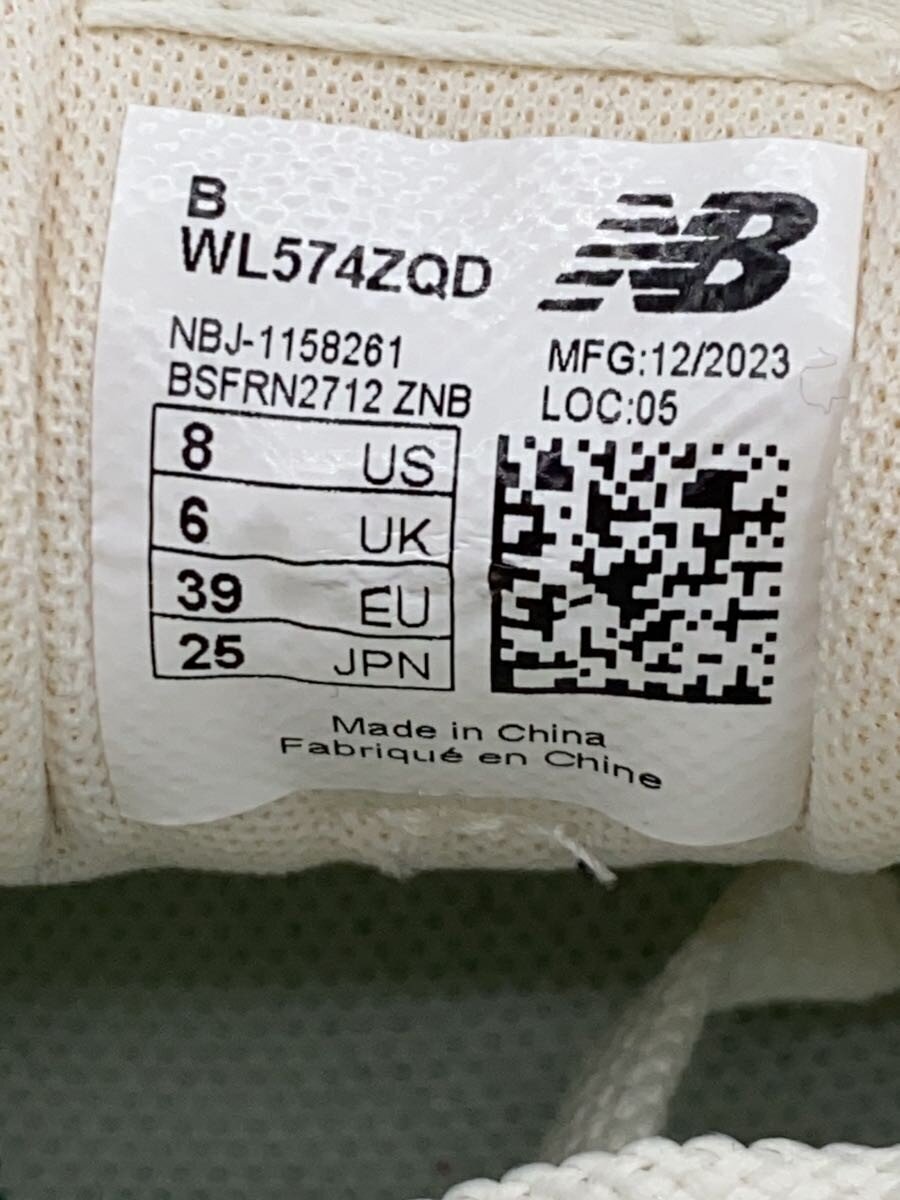 B
WL574ZQD
NB
NBJ-1158261
BSFRN2712 ZNB
MFG:12/2023
LOC:05
8 US
6 UK
39 EU
25 JPN
Made in China
Fabriqué en Chine